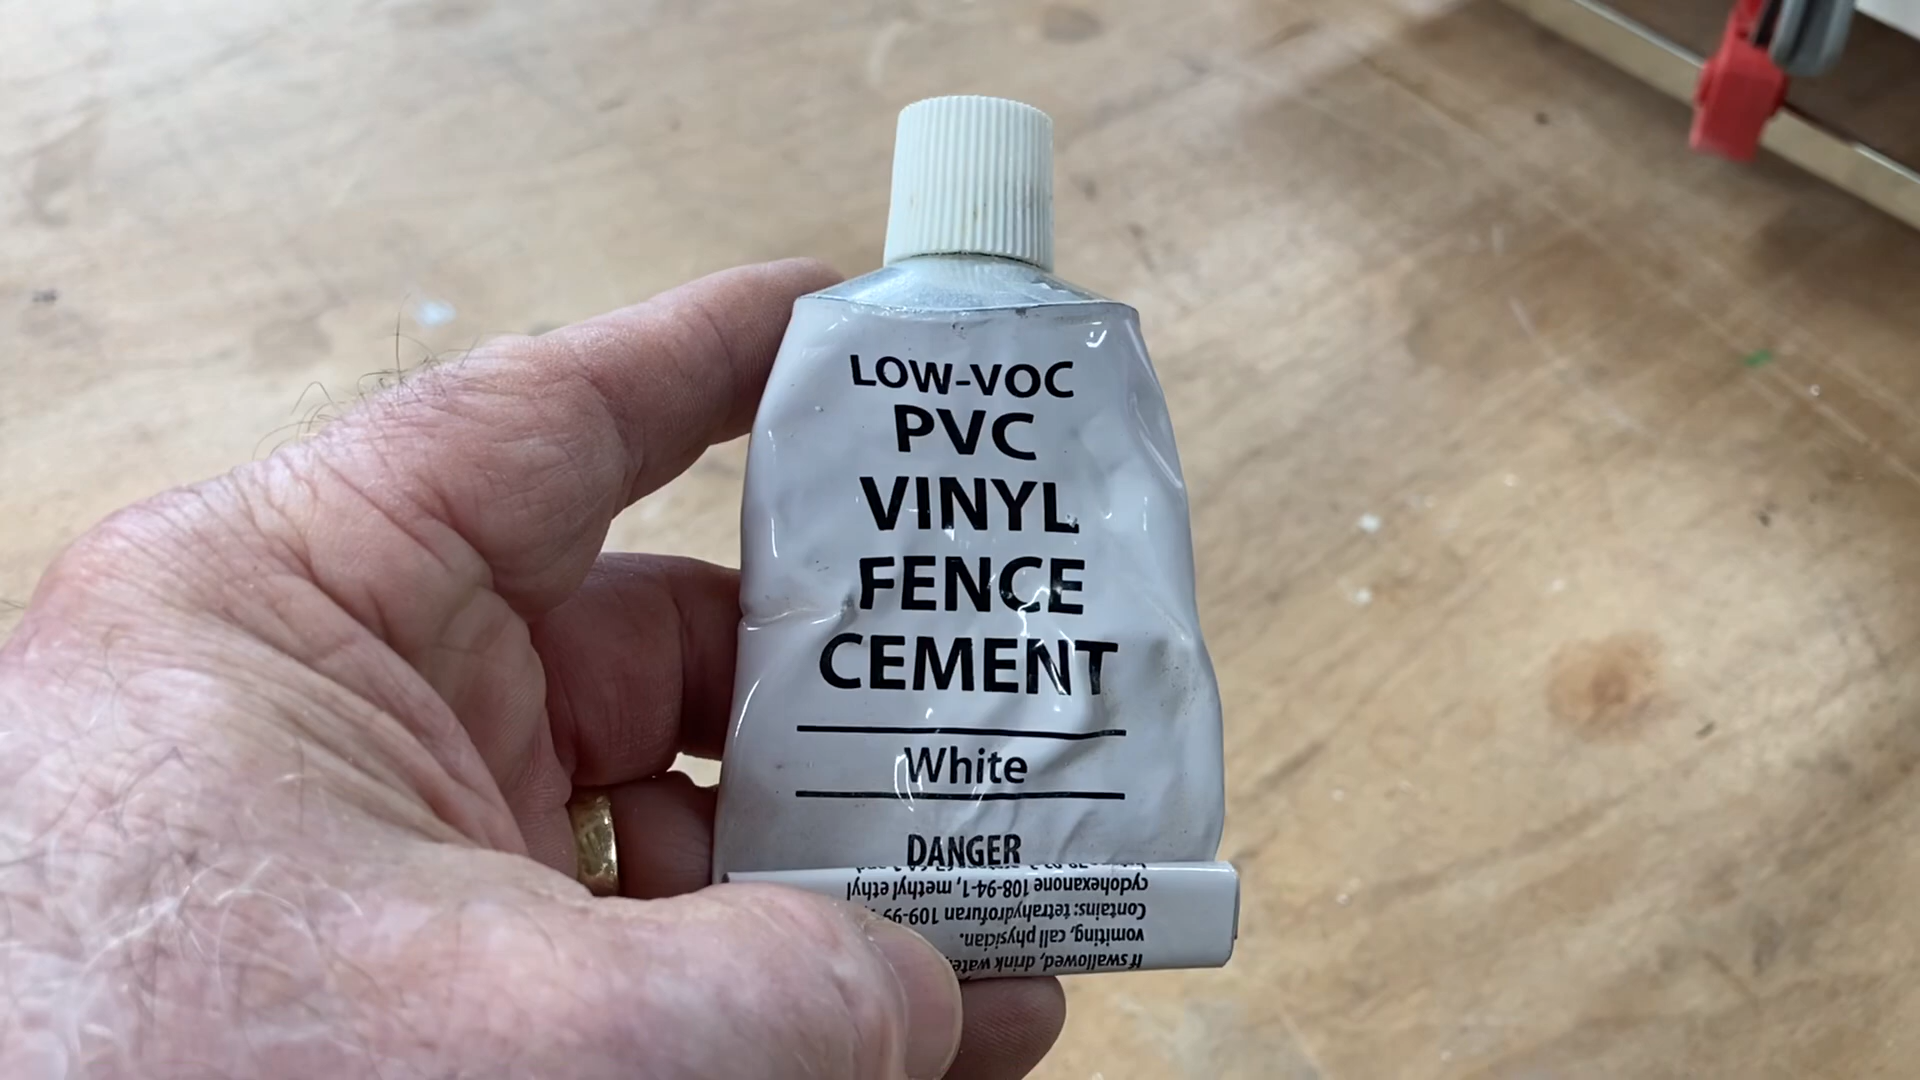 LOW-VOC
PVC
VINYL
FENCE
CEMENT
White
DANGER
If swallowed, drink
vomiting, call physician.
Contains: tetrahydrofuran 109-99
cyclohexanone 108-94-1, methyl ethyl